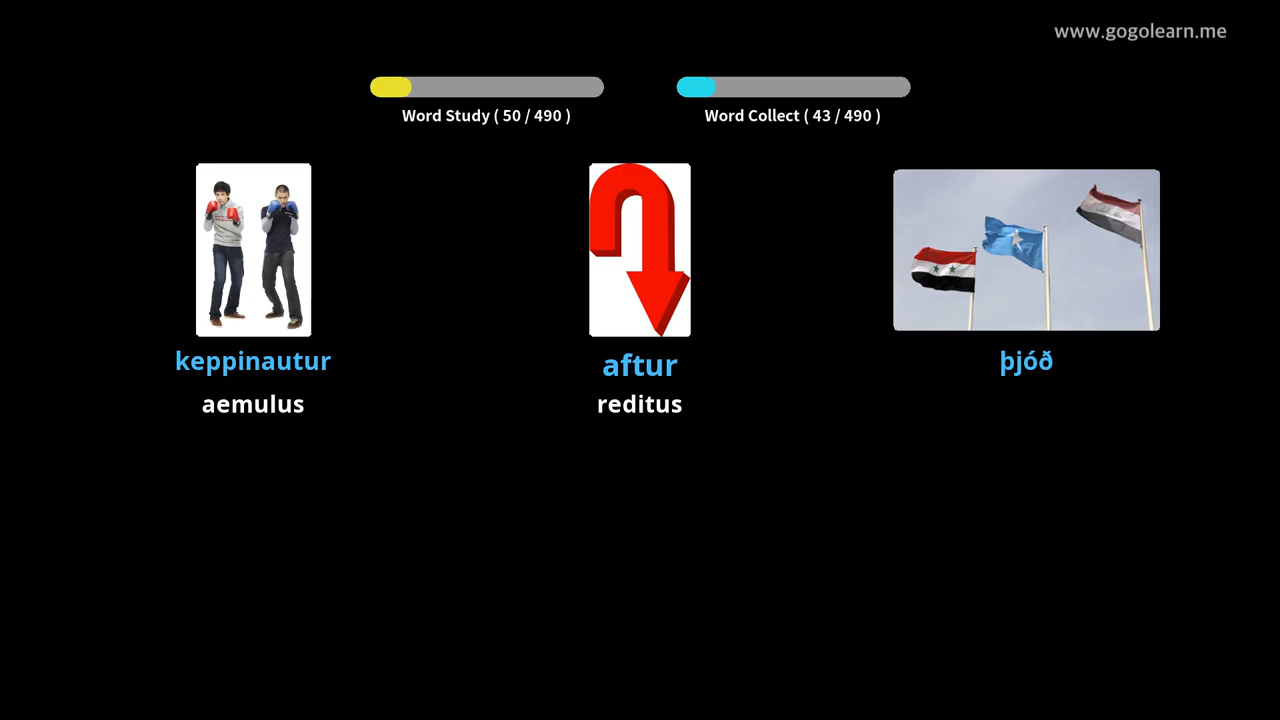 www.gogolearn.me
Word Study ( 50 / 490 )
Word Collect ( 43 / 490 )
keppinautur
aemulus
aftur
reditus
þjóð